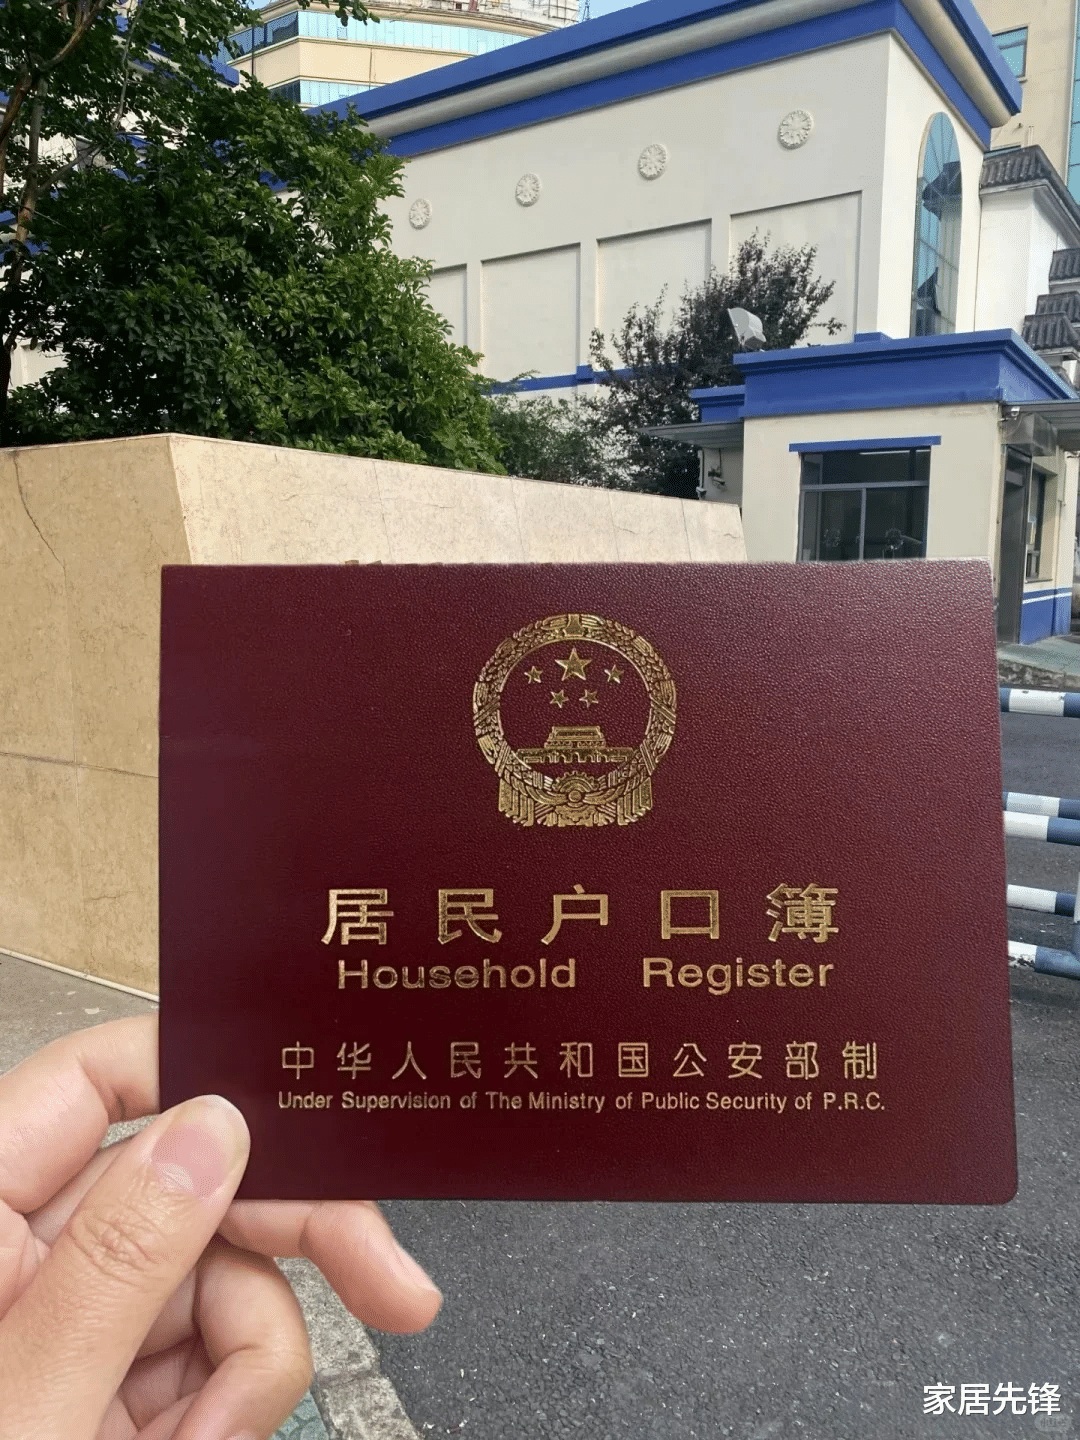 居民户口簿
Household Register
中华人民共和国公安部制
Under Supervision of The Ministry of Public Security of P.R.C.
家居先锋